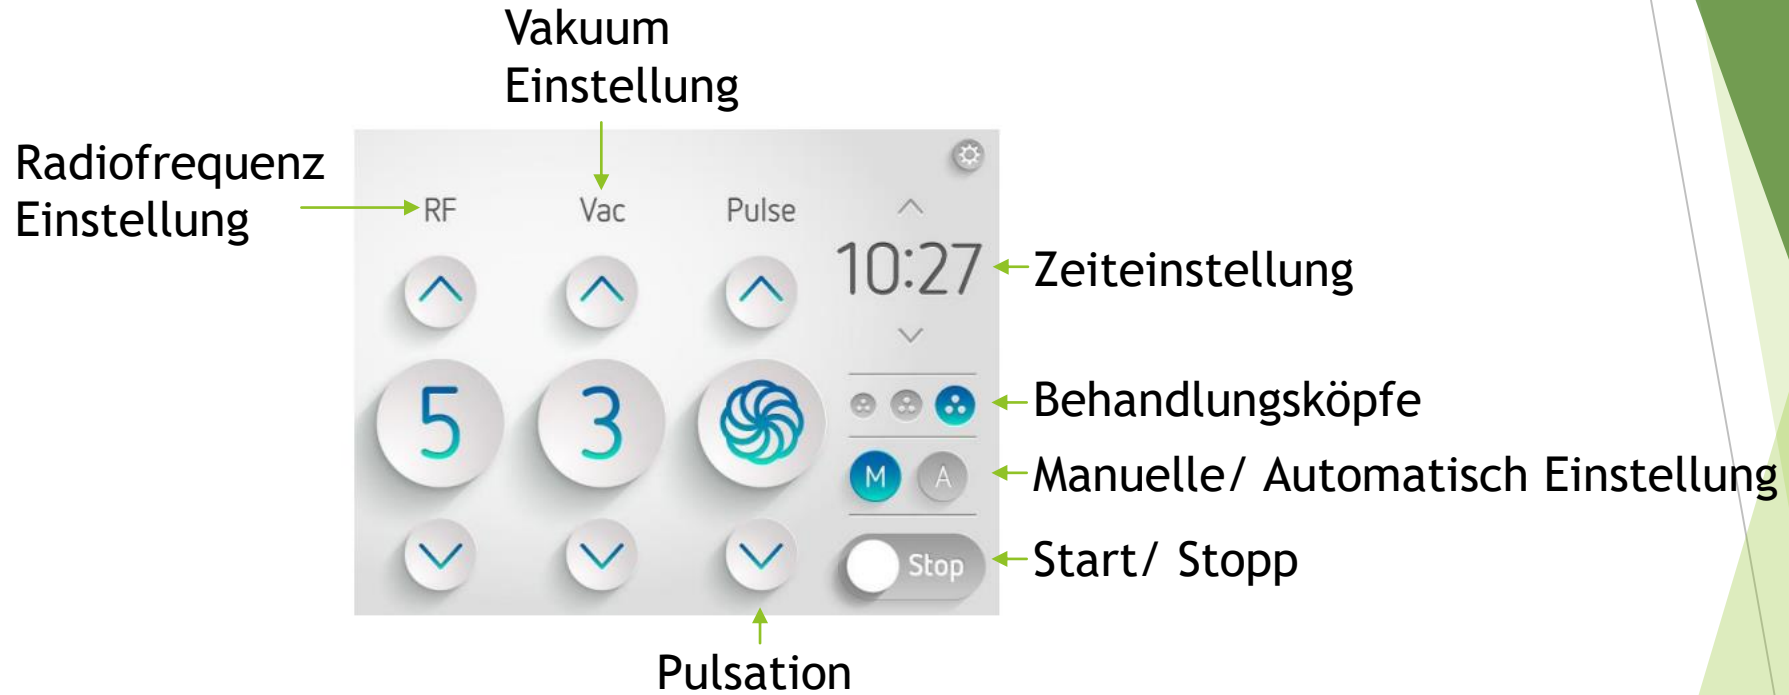 Vakuum
Einstellung
Radiofrequenz
Einstellung
RF
Vac
Pulse
10:27
Zeiteinstellung
5
3
Behandlungsköpfe
M
A
Manuelle/ Automatisch Einstellung
Stop
Start/ Stopp
Pulsation